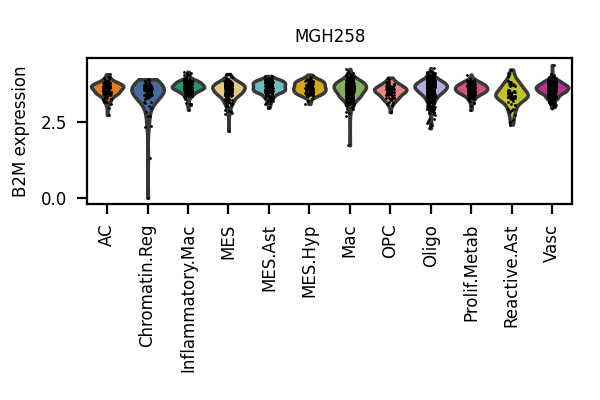 MGH258
B2M expression
2.5
0.0
AC
Chromatin.Reg
Inflammatory.Mac
MES
MES.Ast
MES.Hyp
Mac
OPC
Oligo
Prolif.Metab
Reactive.Ast
Vasc